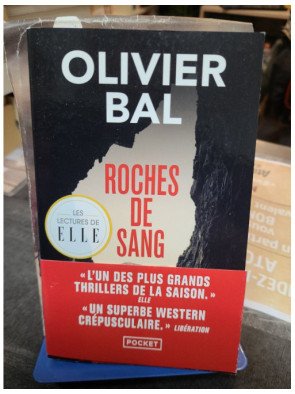 OLIVIER
BAL
ROCHES
DE
SANG
LES
LECTURES DE
ELLE
« L'UN DES PLUS GRANDS
THRILLERS DE LA SAISON. »
ELLE
« UN SUPERBE WESTERN
CRÉPUSCULAIRE. » LIBÉRATION
POCKET